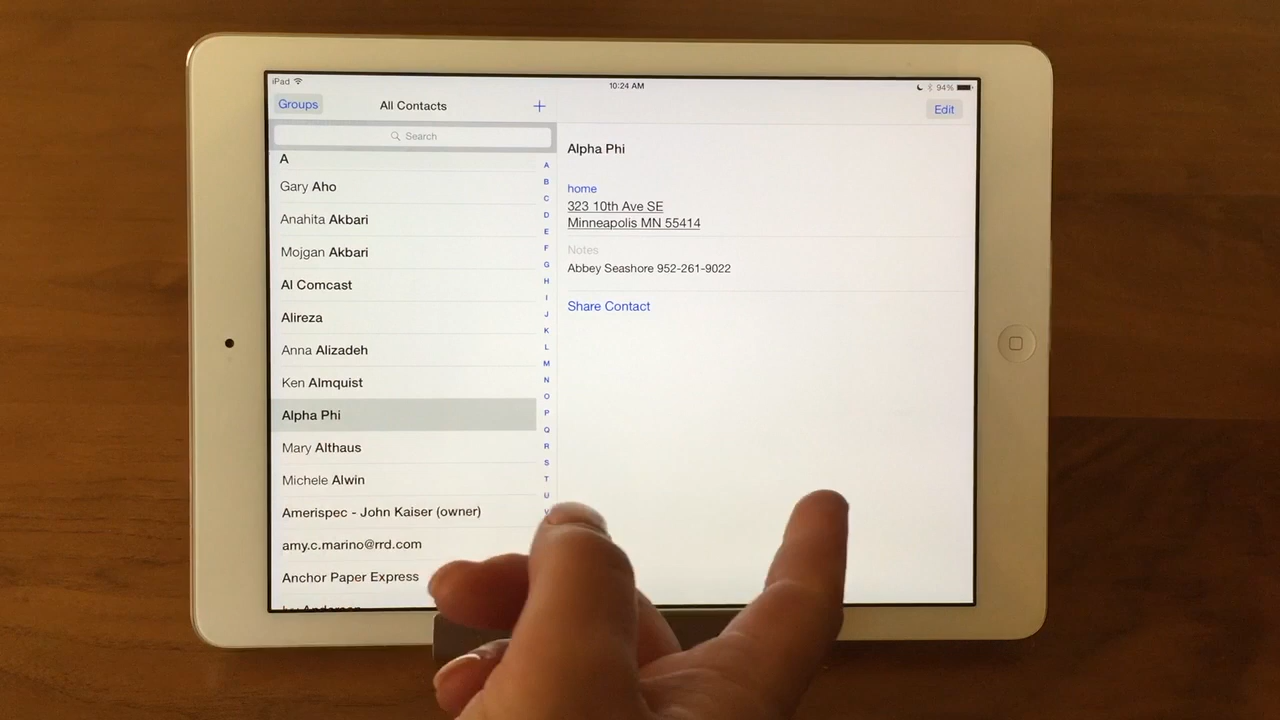 iPad
10:24 AM
94%
Groups
All Contacts
+
Edit
Search
A
Gary Aho
Anahita Akbari
Mojgan Akbari
Al Comcast
Alireza
Anna Alizadeh
Ken Almquist
Alpha Phi
Mary Althaus
Michele Alwin
Amerispec - John Kaiser (owner)
amy.c.marino@rrd.com
Anchor Paper Express
A
B
C
D
E
F
G
H
I
J
K
L
M
N
O
P
Q
R
S
T
U
Alpha Phi
home
323 10th Ave SE
Minneapolis MN 55414
Notes
Abbey Seashore 952-261-9022
Share Contact